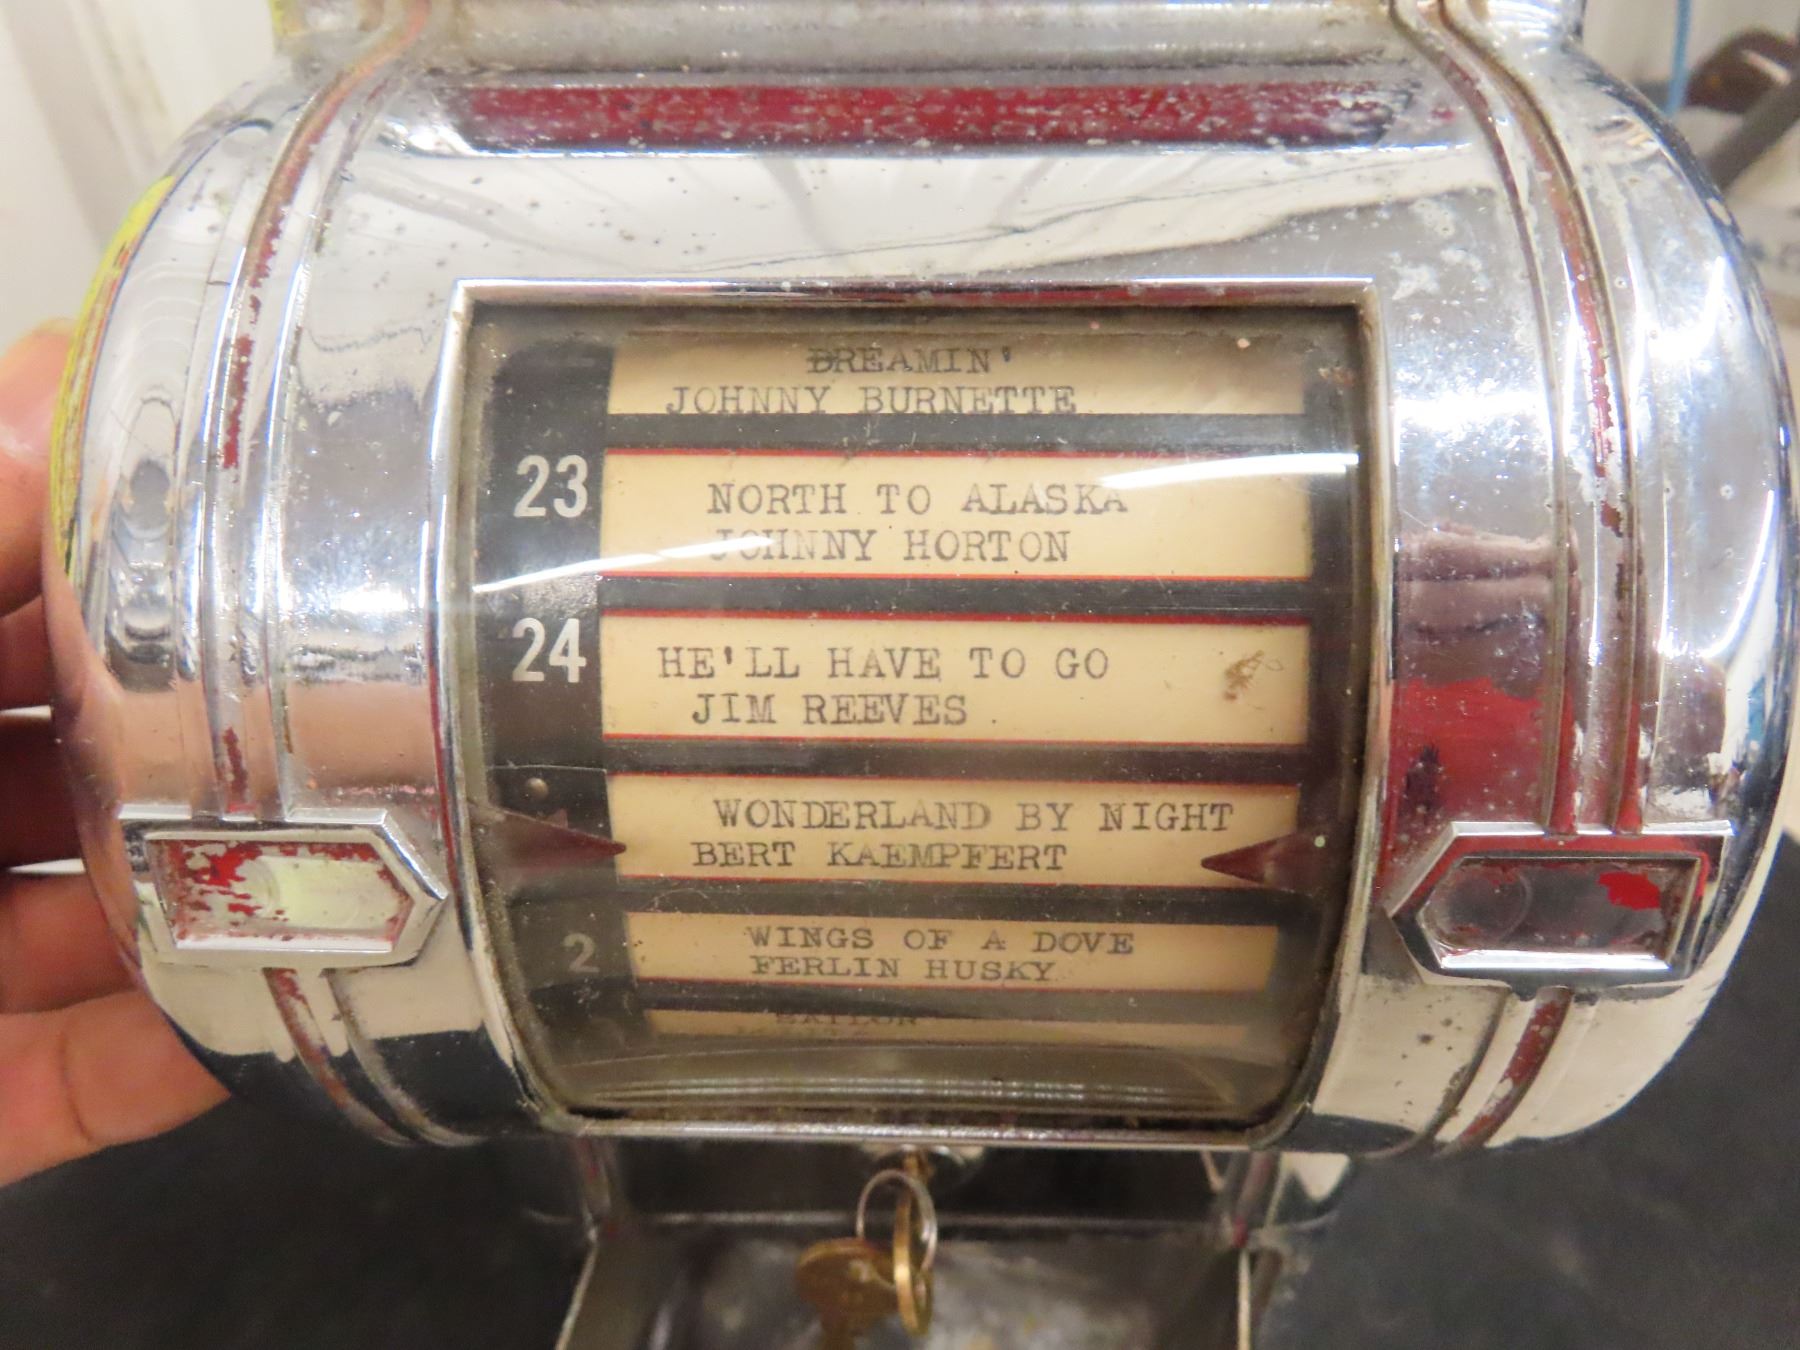 DREAMIN'
JOHNNY BURNETTE
23
NORTH TO ALASKA
JOHNNY HORTON
24
HE'LL HAVE TO GO
JIM REEVES
WONDERLAND BY NIGHT
BERT KAEMPFERT
2
WINGS OF A DOVE
FERLIN HUSKY